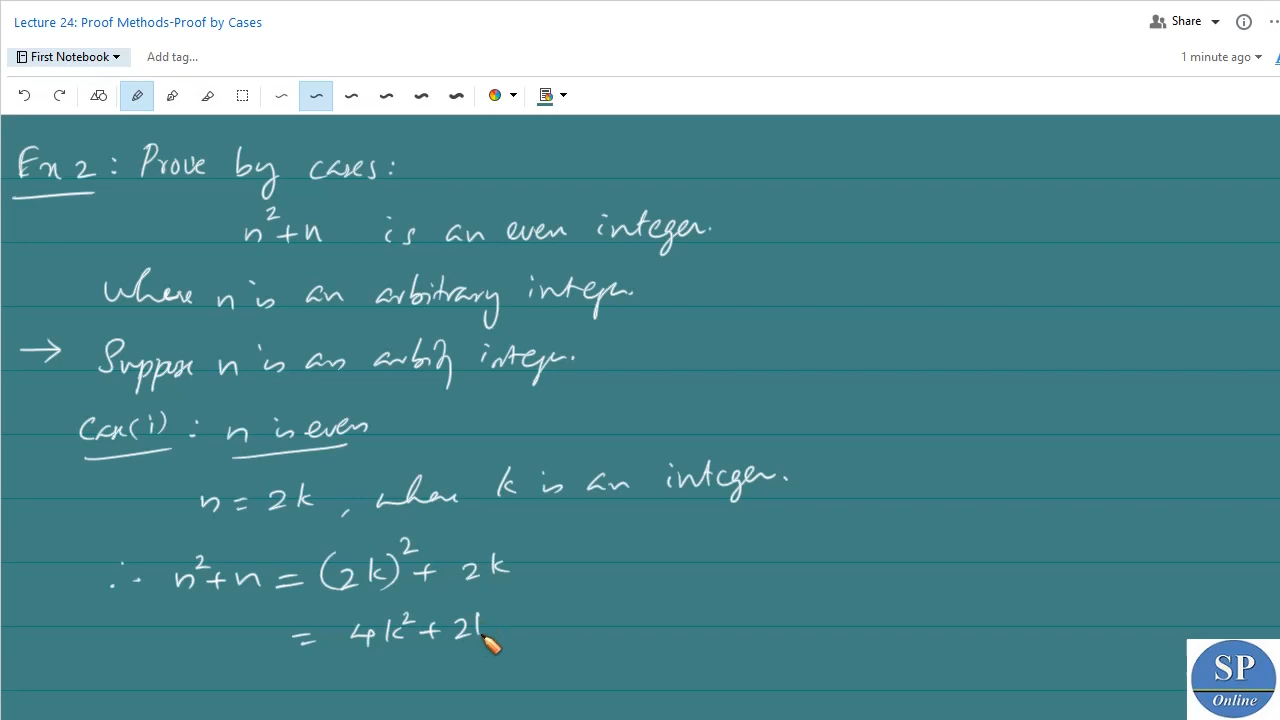 Lecture 24: Proof Methods-Proof by Cases
Share
First Notebook
Add tag...
1 minute ago
Ex 2 : Prove by cases:
n²+n is an even integer.
Where n is an arbitrary integer.
→ Suppose n is an arbit integer.
Case(i) : n is even
n = 2k , where k is an integer.
∴ n²+n = (2k)² + 2k
= 4k² + 2
SP
Online